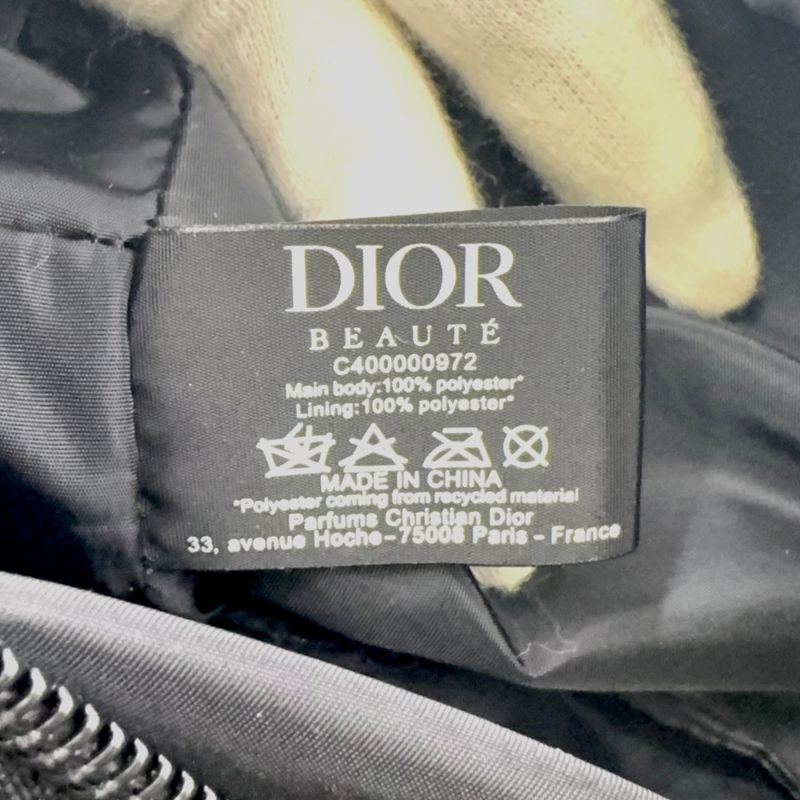 DIOR
BEAUTÉ
C400000972
Main body:100% polyester*
Lining:100% polyester*
MADE IN CHINA
*Polyester coming from recycled material
Parfums Christian Dior
33, avenue Hoche-75008 Paris - France